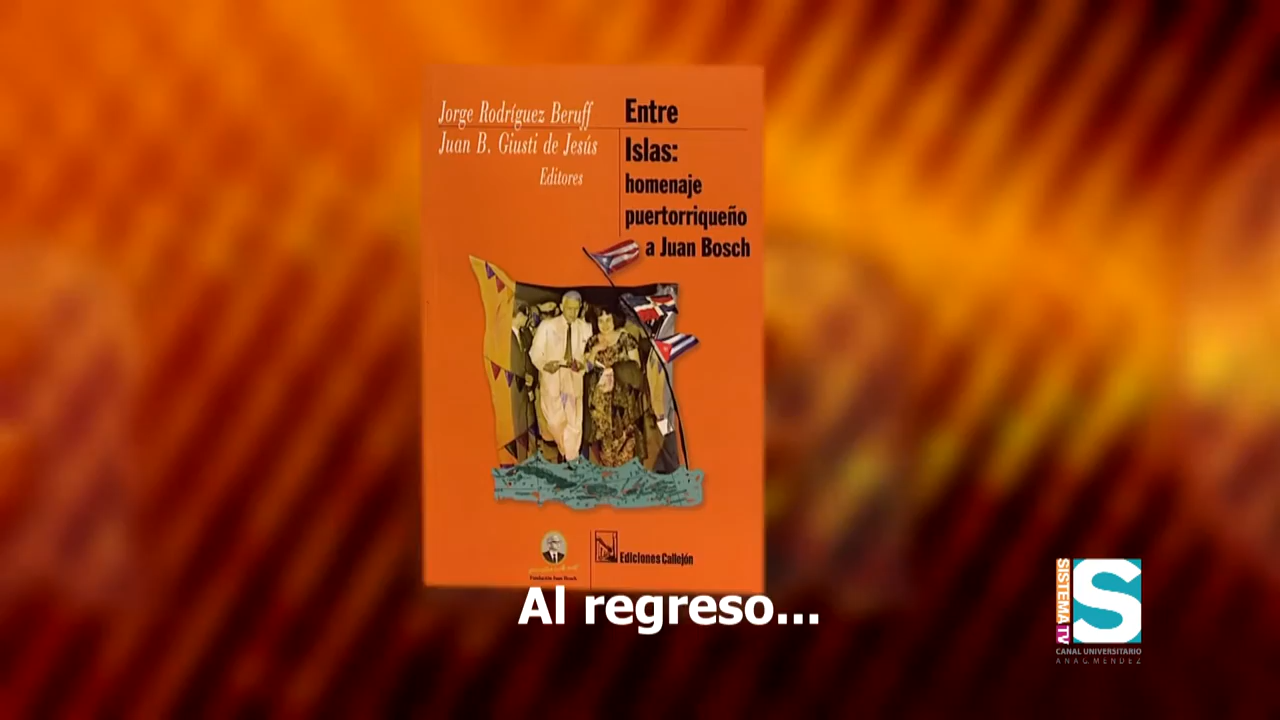 Jorge Rodríguez Beruff
Juan B. Giusti de Jesús
Editores
Entre
Islas:
homenaje
puertorriqueño
a Juan Bosch
Fundación Juan Bosch
Ediciones Callejón
Al regreso...
SISTEMA TV
S
CANAL UNIVERSITARIO
ANA G. MÉNDEZ